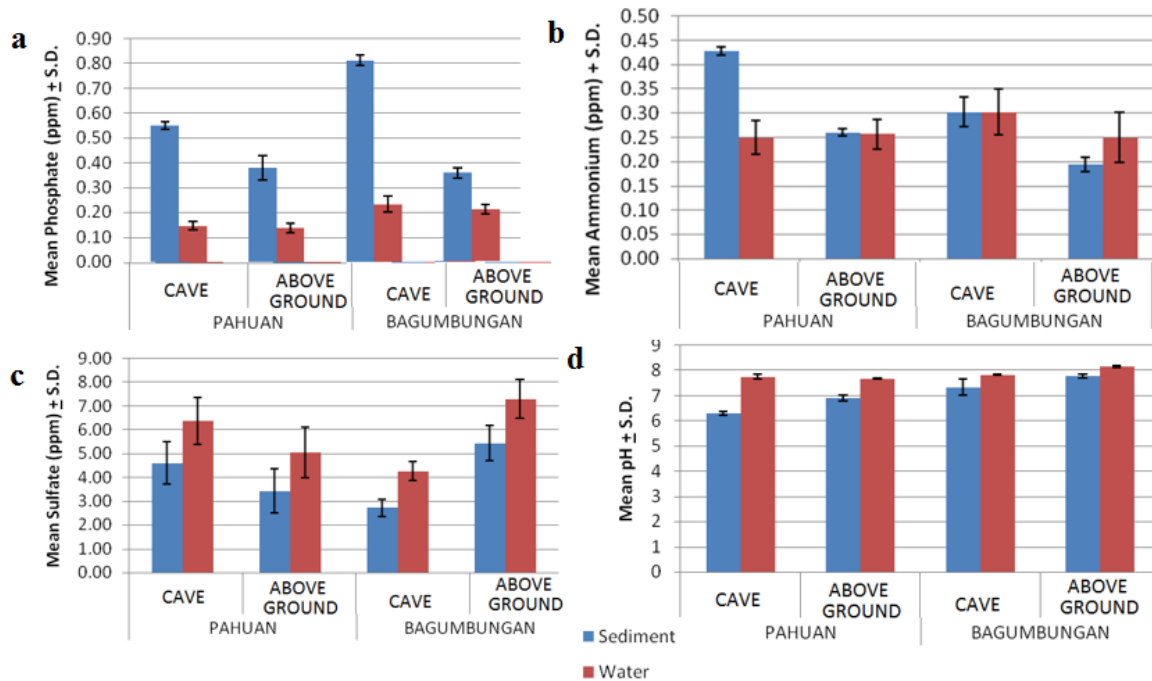 a
Mean Phosphate (ppm) ± S.D.
0.90
0.80
0.70
0.60
0.50
0.40
0.30
0.20
0.10
0.00
CAVE
ABOVE
GROUND
CAVE
ABOVE
GROUND
PAHUAN
BAGUMBUNGAN
b
Mean Ammonium (ppm) + S.D.
0.50
0.45
0.40
0.35
0.30
0.25
0.20
0.15
0.10
0.05
0.00
CAVE
ABOVE
GROUND
CAVE
ABOVE
GROUND
PAHUAN
BAGUMBUNGAN
c
Mean Sulfate (ppm) ± S.D.
9.00
8.00
7.00
6.00
5.00
4.00
3.00
2.00
1.00
0.00
CAVE
ABOVE
GROUND
CAVE
ABOVE
GROUND
PAHUAN
BAGUMBUNGAN
d
Mean pH ± S.D.
9
8
7
6
5
4
3
2
1
0
CAVE
ABOVE
GROUND
CAVE
ABOVE
GROUND
PAHUAN
BAGUMBUNGAN
Sediment
Water